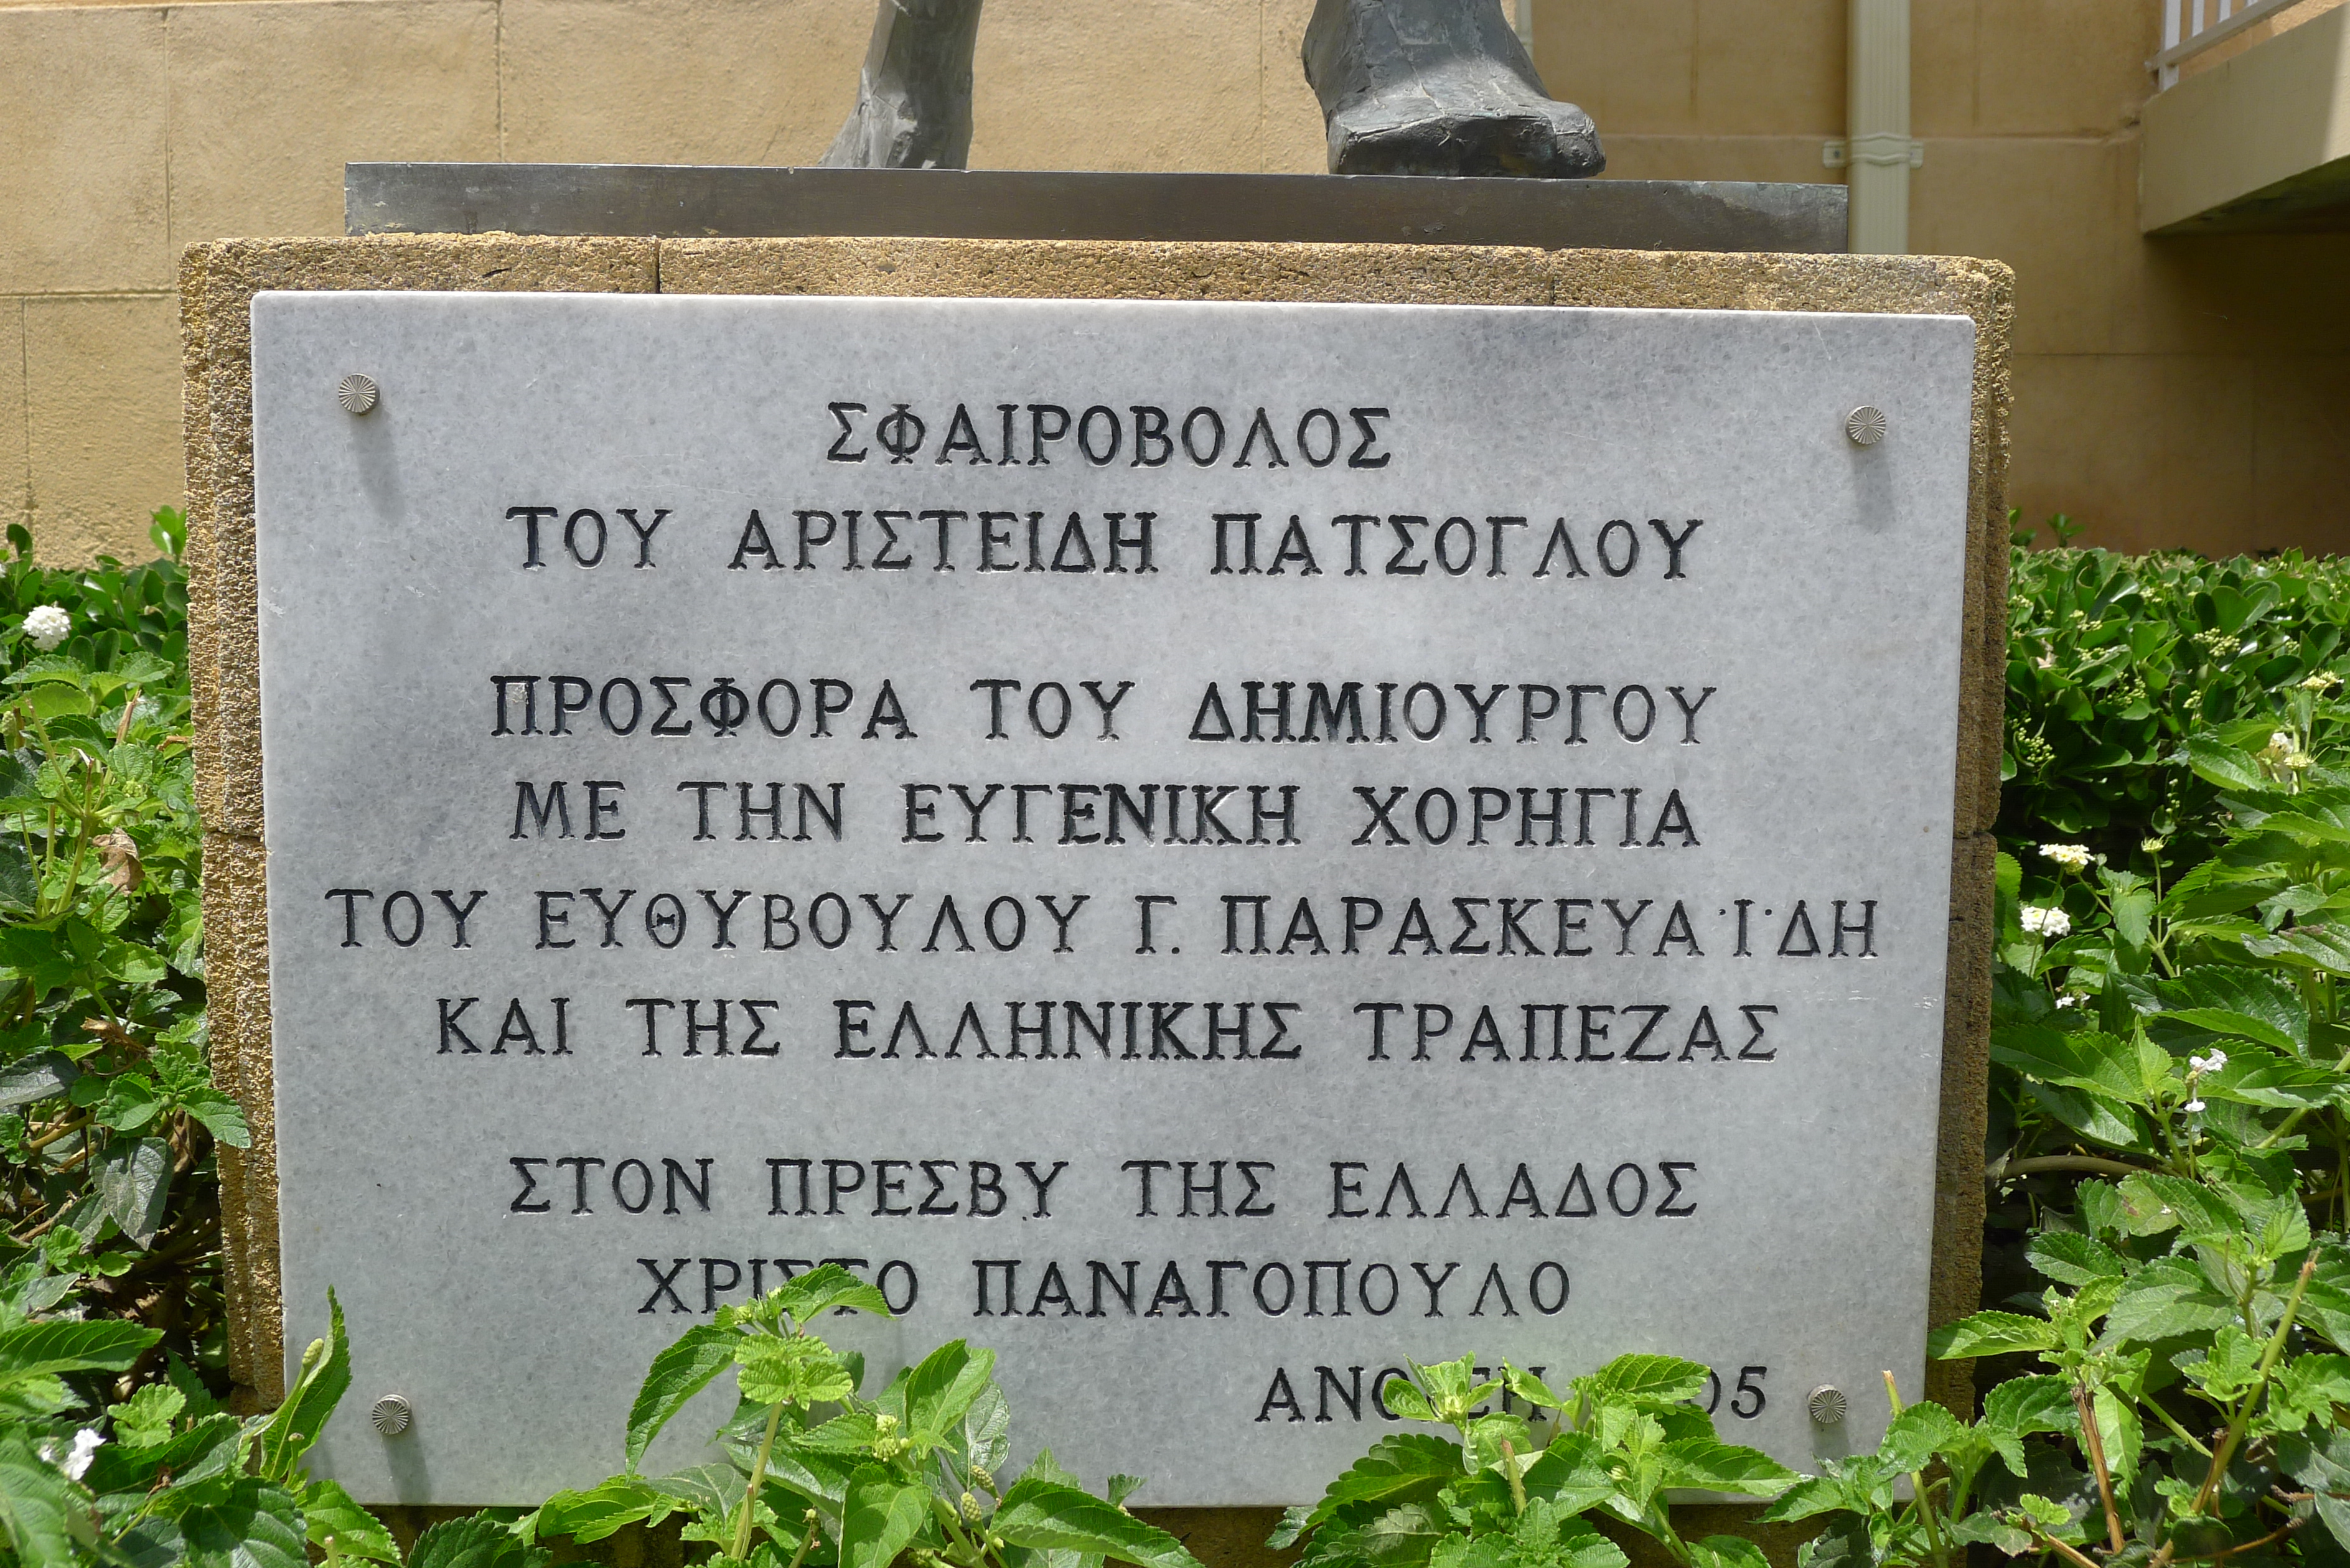 ΣΦΑΙΡΟΒΟΛΟΣ
ΤΟΥ ΑΡΙΣΤΕΙΔΗ ΠΑΤΣΟΓΛΟΥ
ΠΡΟΣΦΟΡΑ ΤΟΥ ΔΗΜΙΟΥΡΓΟΥ
ΜΕ ΤΗΝ ΕΥΓΕΝΙΚΗ ΧΟΡΗΓΙΑ
ΤΟΥ ΕΥΘΥΒΟΥΛΟΥ Γ. ΠΑΡΑΣΚΕΥΑΪΔΗ
ΚΑΙ ΤΗΣ ΕΛΛΗΝΙΚΗΣ ΤΡΑΠΕΖΑΣ
ΣΤΟΝ ΠΡΕΣΒΥ ΤΗΣ ΕΛΛΑΔΟΣ
ΧΡΙΣΤΟ ΠΑΝΑΓΟΠΟΥΛΟ